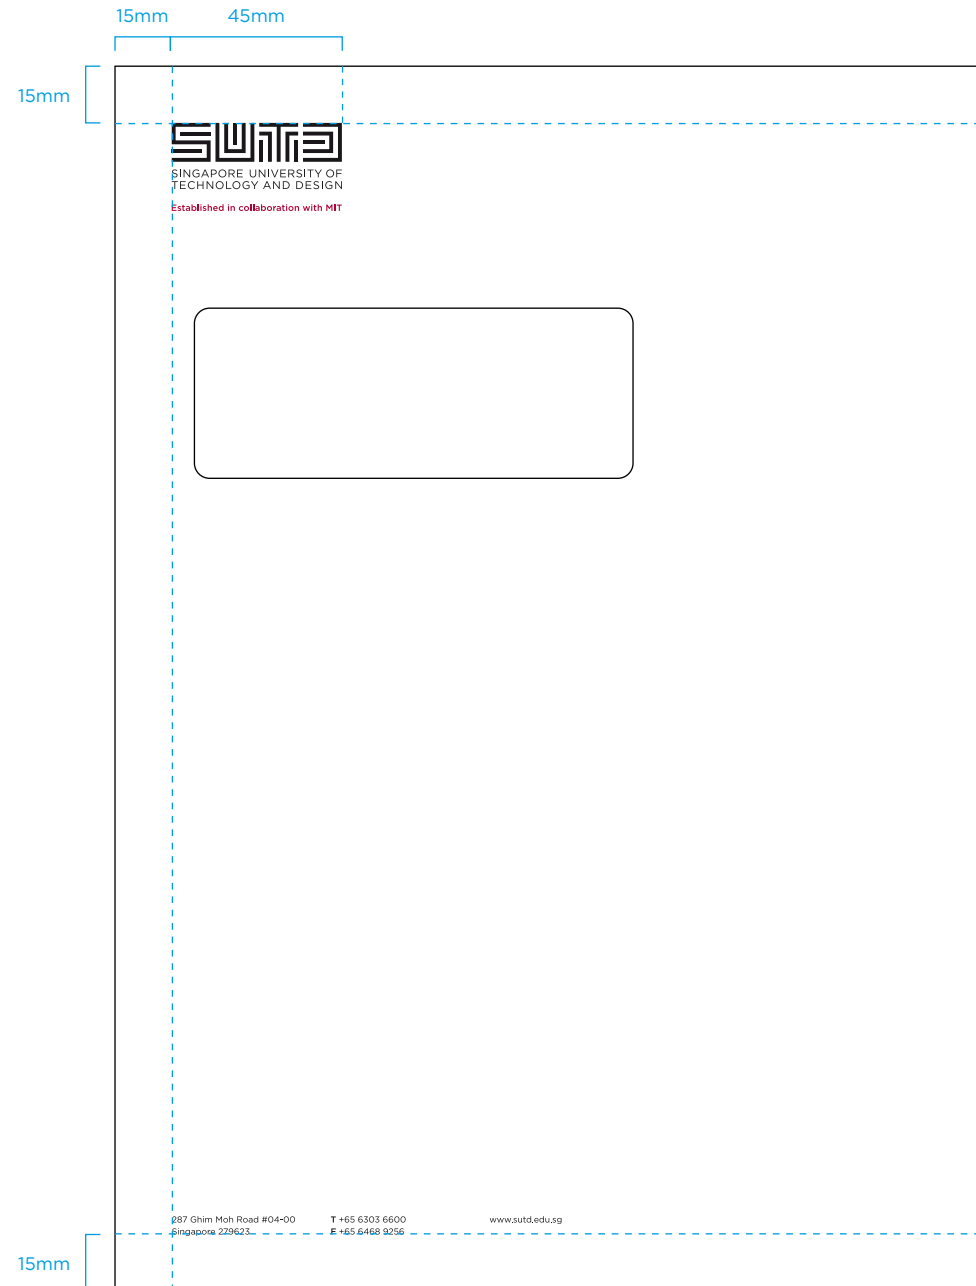 15mm 45mm
15mm
SUTD
SINGAPORE UNIVERSITY OF
TECHNOLOGY AND DESIGN
Established in collaboration with MIT
287 Ghim Moh Road #04-00 T +65 6303 6600 www.sutd.edu.sg
Singapore 279623 F +65 6468 9256
15mm